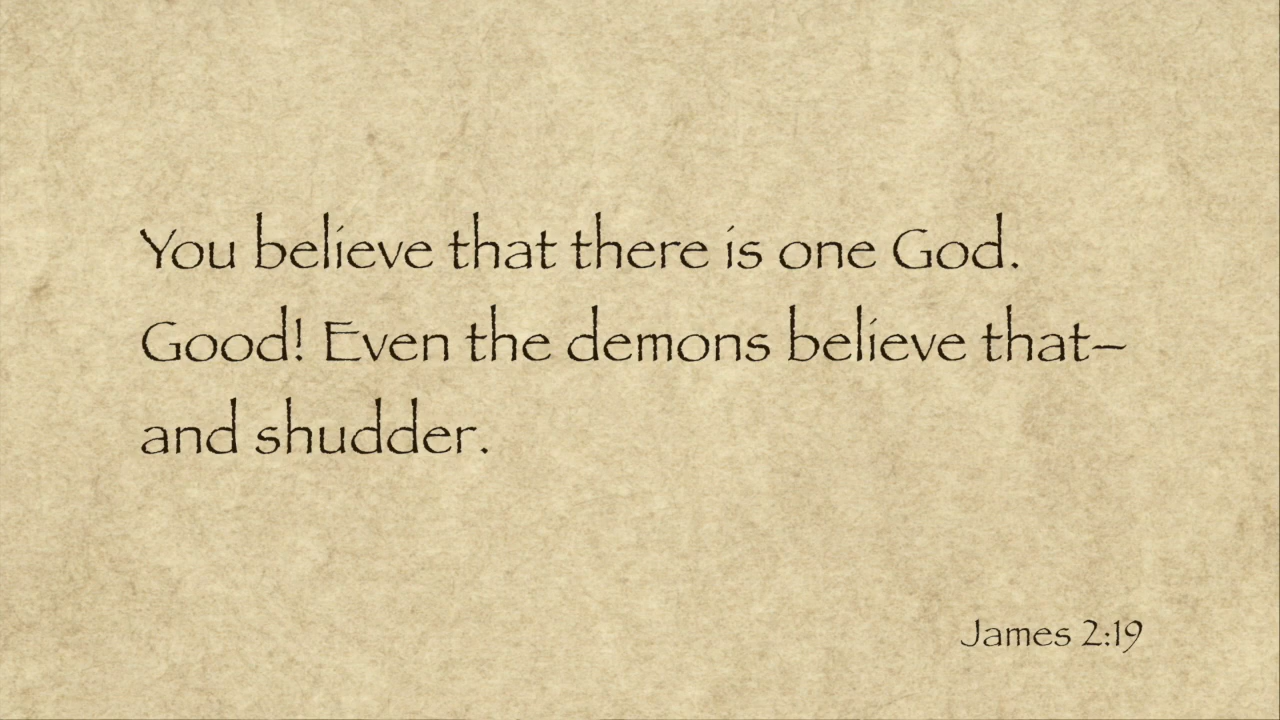 You believe that there is one God.
Good! Even the demons believe that–
and shudder.
James 2:19